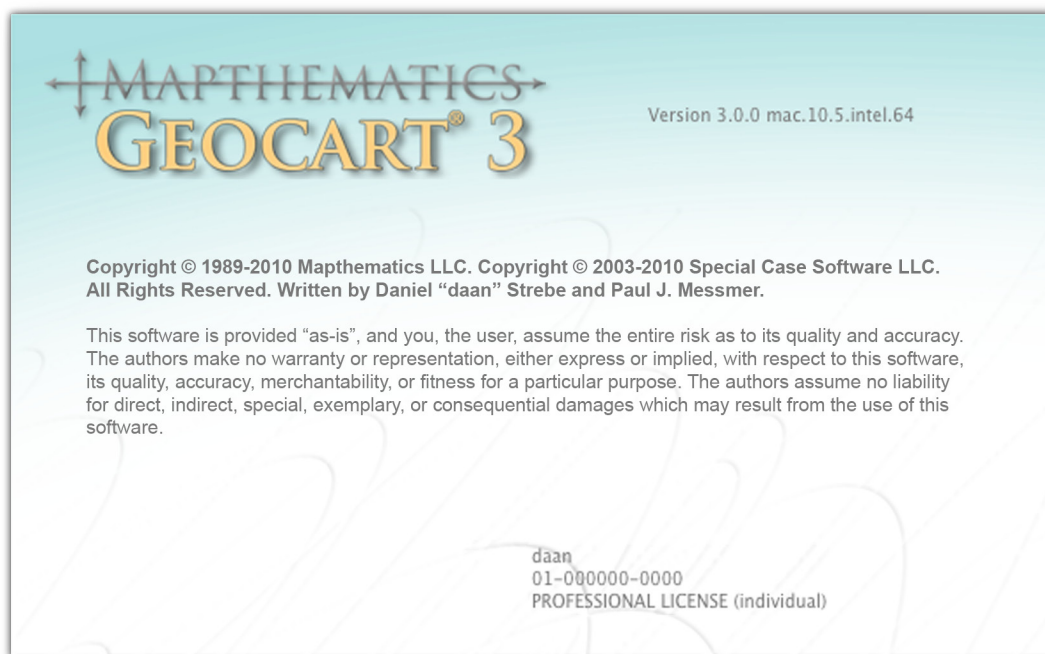 MAPTHEMATICS
GEOCART® 3
Version 3.0.0 mac.10.5.intel.64
Copyright © 1989-2010 Mapthematics LLC. Copyright © 2003-2010 Special Case Software LLC.
All Rights Reserved. Written by Daniel “daan” Strebe and Paul J. Messmer.
This software is provided “as-is”, and you, the user, assume the entire risk as to its quality and accuracy.
The authors make no warranty or representation, either express or implied, with respect to this software,
its quality, accuracy, merchantability, or fitness for a particular purpose. The authors assume no liability
for direct, indirect, special, exemplary, or consequential damages which may result from the use of this
software.
daan
01-000000-0000
PROFESSIONAL LICENSE (individual)